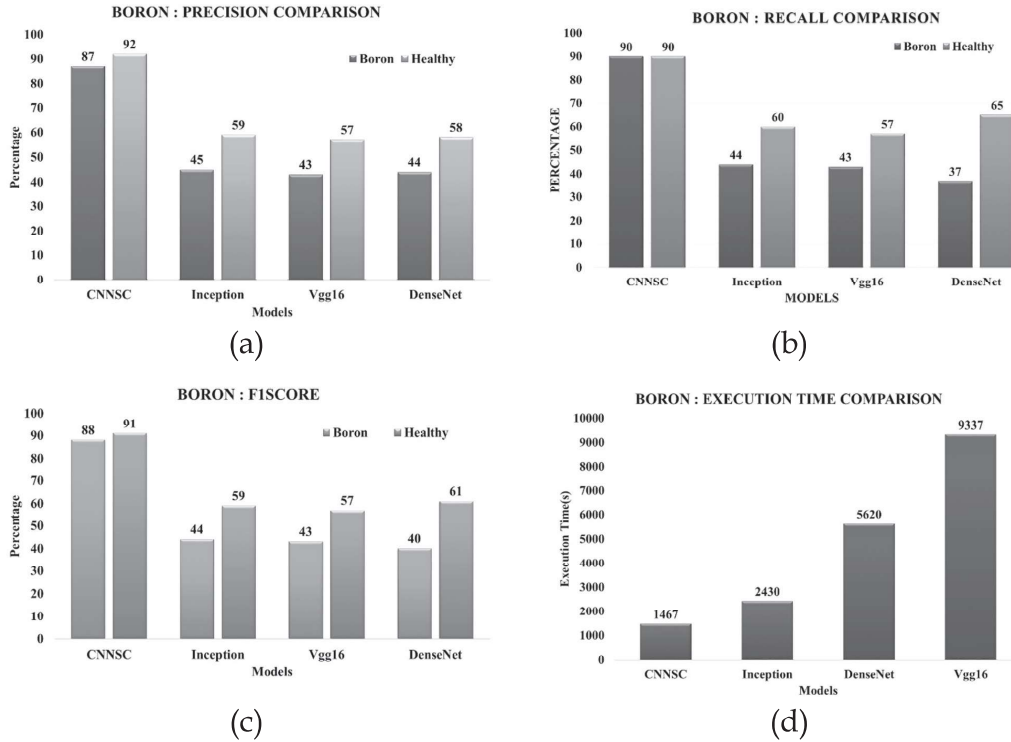 BORON : PRECISION COMPARISON
Boron Healthy
Percentage
100
90
80
70
60
50
40
30
20
10
0
87 92
45 59
43 57
44 58
CNNSC Inception Vgg16 DenseNet
Models
(a)
BORON : RECALL COMPARISON
Boron Healthy
PERCENTAGE
100
90
80
70
60
50
40
30
20
10
0
90 90
44 60
43 57
37 65
CNNSC Inception Vgg16 DenseNet
MODELS
(b)
BORON : F1SCORE
Boron Healthy
Percentage
100
90
80
70
60
50
40
30
20
10
0
88 91
44 59
43 57
40 61
CNNSC Inception Vgg16 DenseNet
Models
(c)
BORON : EXECUTION TIME COMPARISON
Execution Time(s)
10000
9000
8000
7000
6000
5000
4000
3000
2000
1000
0
1467
2430
5620
9337
CNNSC Inception DenseNet Vgg16
Models
(d)